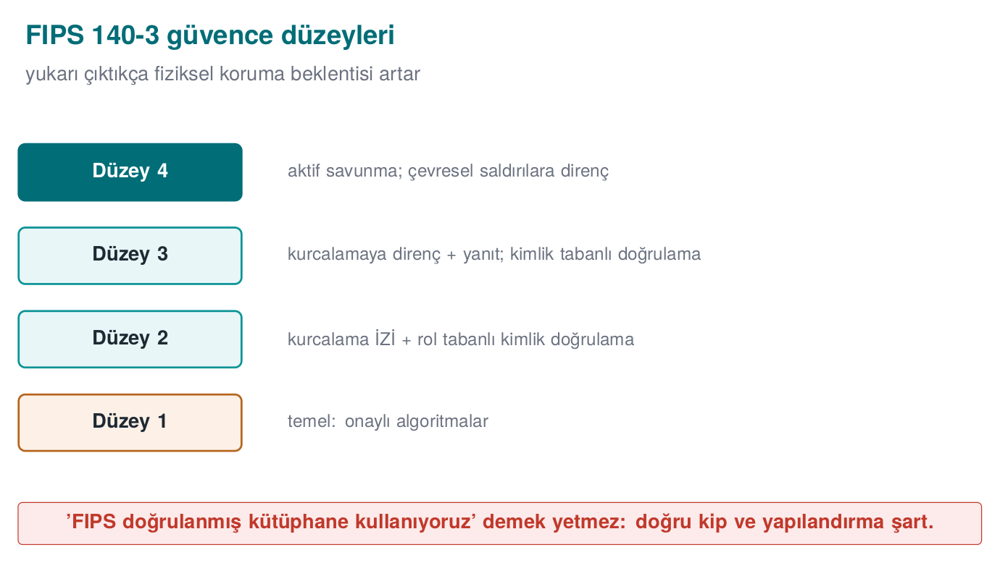 FIPS 140-3 güvence düzeyleri
yukarı çıktıkça fiziksel koruma beklentisi artar
Düzey 4
aktif savunma; çevresel saldırılara direnç
Düzey 3
kurcalamaya direnç + yanıt; kimlik tabanlı doğrulama
Düzey 2
kurcalama İZİ + rol tabanlı kimlik doğrulama
Düzey 1
temel: onaylı algoritmalar
’FIPS doğrulanmış kütüphane kullanıyoruz’ demek yetmez: doğru kip ve yapılandırma şart.